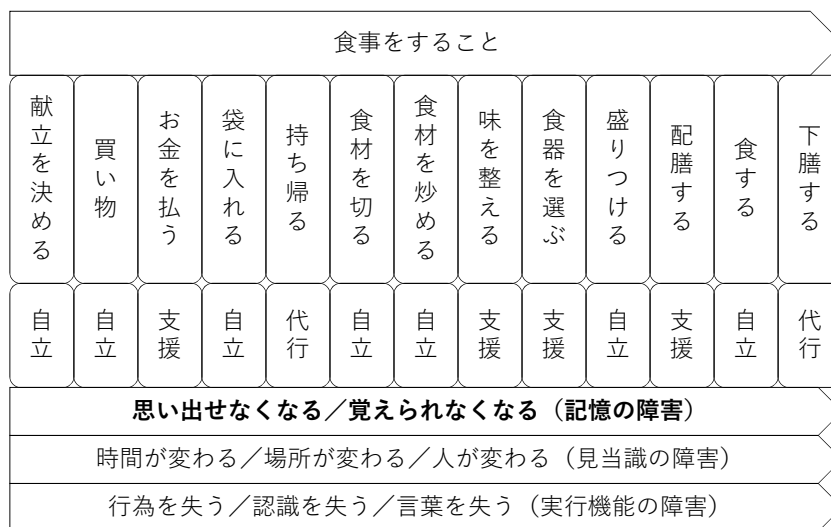 食事をすること
献立を決める
買い物
お金を払う
袋に入れる
持ち帰る
食材を切る
食材を炒める
味を整える
食器を選ぶ
盛りつける
配膳する
食する
下膳する
自立
自立
支援
自立
代行
自立
自立
支援
支援
自立
支援
自立
代行
思い出せなくなる／覚えられなくなる（記憶の障害）
時間が変わる／場所が変わる／人が変わる（見当識の障害）
行為を失う／認識を失う／言葉を失う（実行機能の障害）